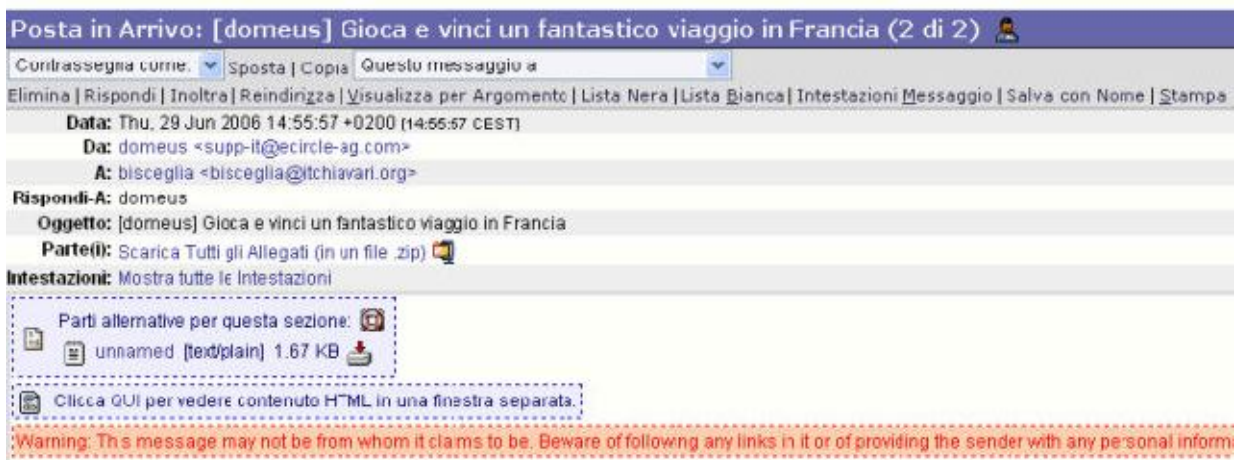 Posta in Arrivo: [domeus] Gioca e vinci un fantastico viaggio in Francia (2 di 2)
Contrassegna come: Sposta | Copia Questo messaggio a
Elimina | Rispondi | Inoltra | Reindirizza | Visualizza per Argomento | Lista Nera | Lista Bianca | Intestazioni Messaggio | Salva con Nome | Stampa
Data: Thu, 29 Jun 2006 14:55:57 +0200 [14:55:57 CEST]
Da: domeus <supp-it@ecircle-ag.com>
A: bisceglia <bisceglia@itchiavari.org>
Rispondi-A: domeus
Oggetto: [domeus] Gioca e vinci un fantastico viaggio in Francia
Parte(i): Scarica Tutti gli Allegati (in un file .zip)
Intestazioni: Mostra tutte le Intestazioni
Parti alternative per questa sezione:
unnamed [text/plain] 1.67 KB
Clicca QUI per vedere contenuto HTML in una finestra separata.
Warning: This message may not be from whom it claims to be. Beware of following any links in it or of providing the sender with any personal inform